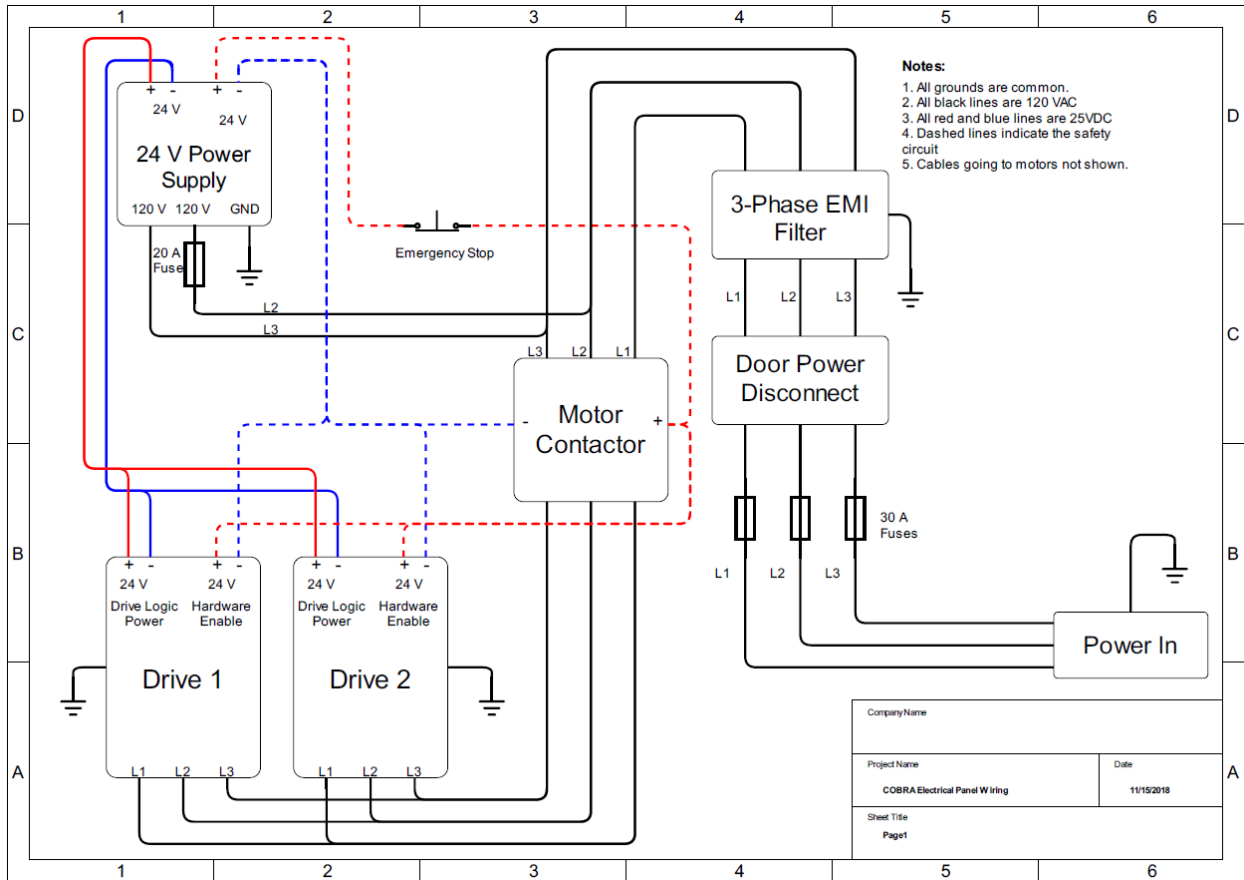 1 2 3 4 5 6
D D
C C
B B
A A
Notes:
1. All grounds are common.
2. All black lines are 120 VAC
3. All red and blue lines are 25VDC
4. Dashed lines indicate the safety
circuit
5. Cables going to motors not shown.
+ - + -
24 V
24 V
24 V Power
Supply
120 V 120 V GND
20 A
Fuse
L2
L3
Emergency Stop
3-Phase EMI
Filter
L1 L2 L3
Door Power
Disconnect
L3 L2 L1
- +
Motor
Contactor
30 A
Fuses
L1 L2 L3
Power In
+ - + -
24 V 24 V
Drive Logic
Power
Hardware
Enable
Drive 1
L1 L2 L3
+ - + -
24 V 24 V
Drive Logic
Power
Hardware
Enable
Drive 2
L1 L2 L3
Company Name
Project Name
COBRA Electrical Panel Wiring
Date
11/15/2018
Sheet Title
Page1
1 2 3 4 5 6